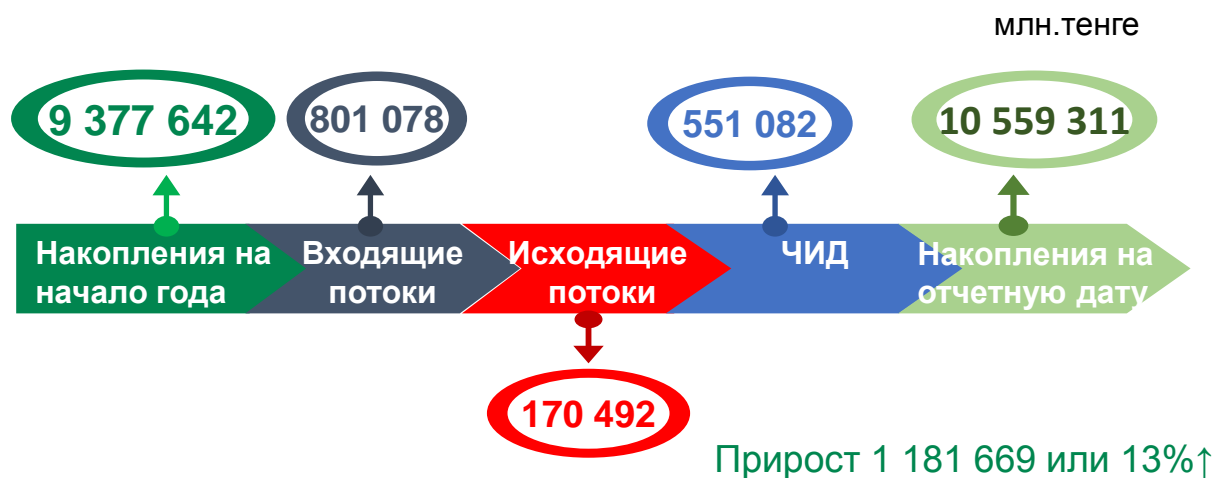 млн.тенге
9 377 642
801 078
551 082
10 559 311
Накопления на
начало года
Входящие
потоки
Исходящие
потоки
ЧИД
Накопления на
отчетную дату
170 492
Прирост 1 181 669 или 13%↑